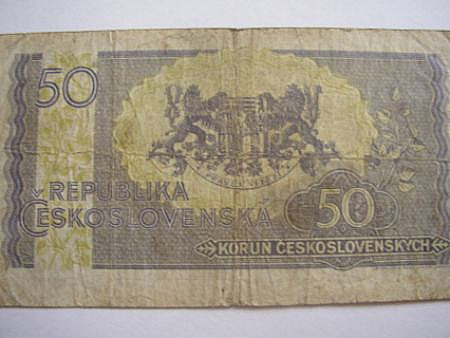 50
REPUBLIKA
ČESKOSLOVENSKÁ
50
KORUN ČESKOSLOVENSKÝCH